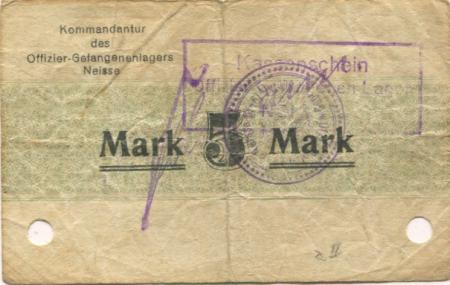 Kommandantur
des
Offizier-Gefangenenlagers
Neisse
Kassenschein
Mark 5 Mark